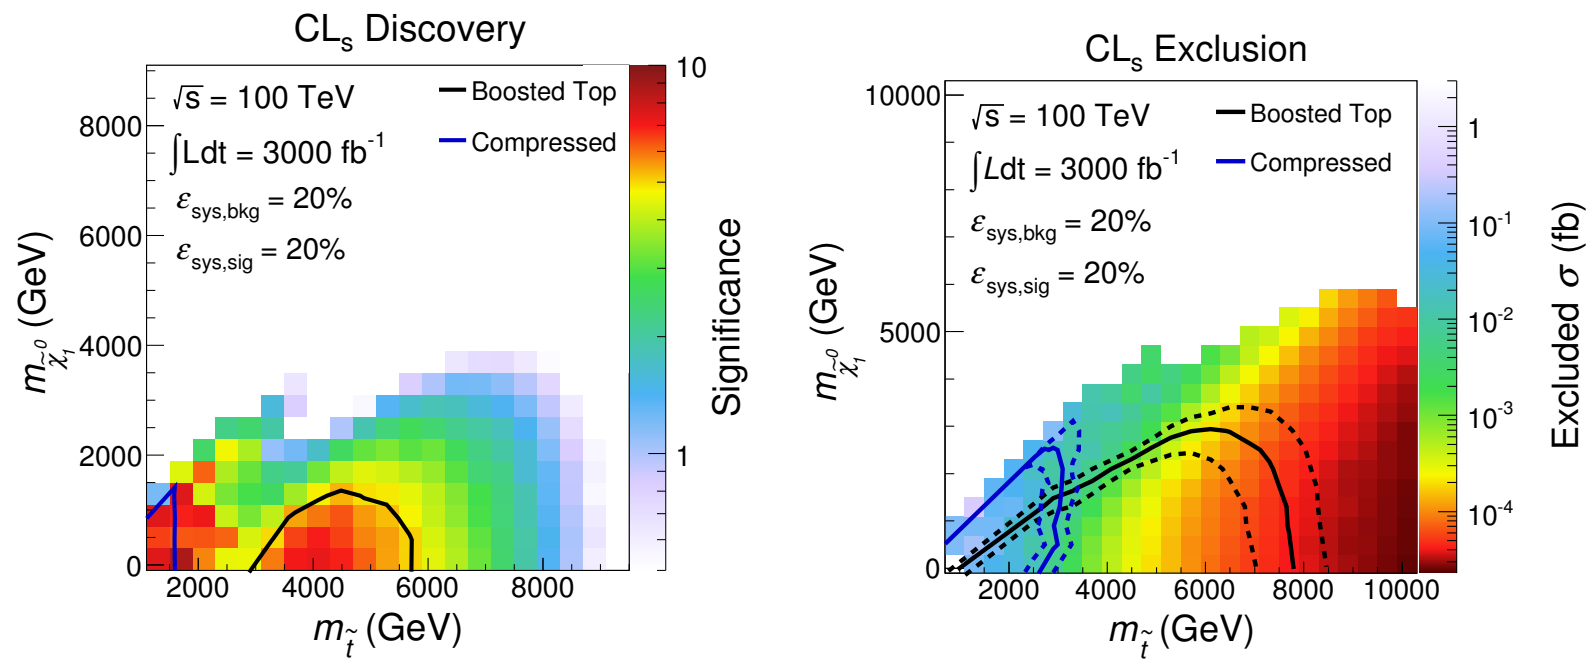 CLs Discovery
√s = 100 TeV
∫Ldt = 3000 fb-1
εsys,bkg = 20%
εsys,sig = 20%
Boosted Top
Compressed
8000
6000
4000
2000
0
2000
4000
6000
8000
mχ̃10 (GeV)
mt̃ (GeV)
10
1
Significance
CLs Exclusion
√s = 100 TeV
∫Ldt = 3000 fb-1
εsys,bkg = 20%
εsys,sig = 20%
Boosted Top
Compressed
10000
5000
0
2000
4000
6000
8000
10000
mχ̃10 (GeV)
mt̃ (GeV)
1
10-1
10-2
10-3
10-4
Excluded σ (fb)